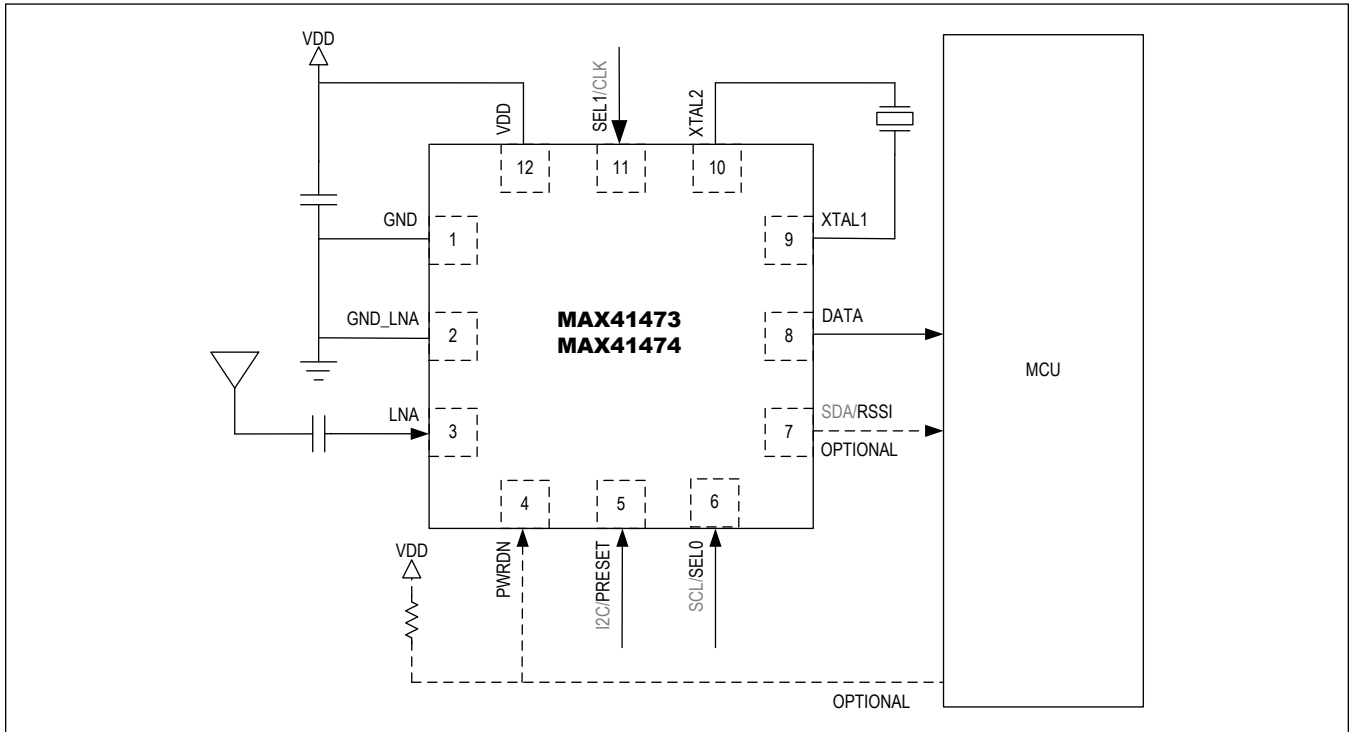 VDD
VDD
SEL1/CLK
XTAL2
12
11
10
GND
1
9
XTAL1
GND_LNA
2
MAX41473
MAX41474
8
DATA
MCU
LNA
3
7
SDA/RSSI
OPTIONAL
4
5
6
VDD
PWRDN
I2C/PRESET
SCL/SEL0
OPTIONAL